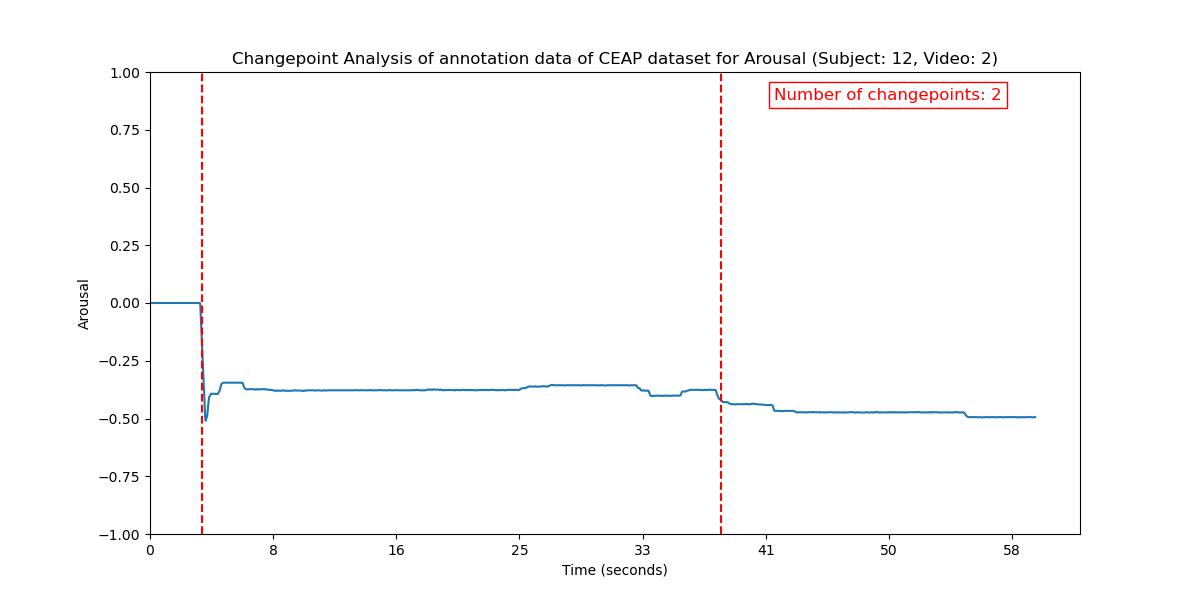 Changepoint Analysis of annotation data of CEAP dataset for Arousal (Subject: 12, Video: 2)
Number of changepoints: 2
Arousal
1.00
0.75
0.50
0.25
0.00
−0.25
−0.50
−0.75
−1.00
0 8 16 25 33 41 50 58
Time (seconds)